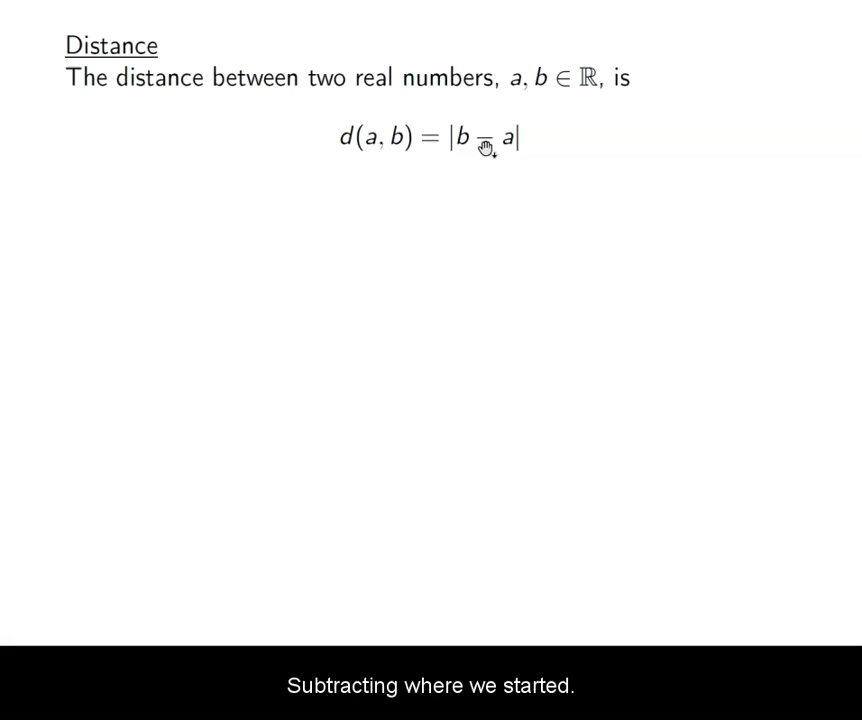 Distance
The distance between two real numbers, a, b ∈ ℝ, is
d(a, b) = |b − a|
Subtracting where we started.